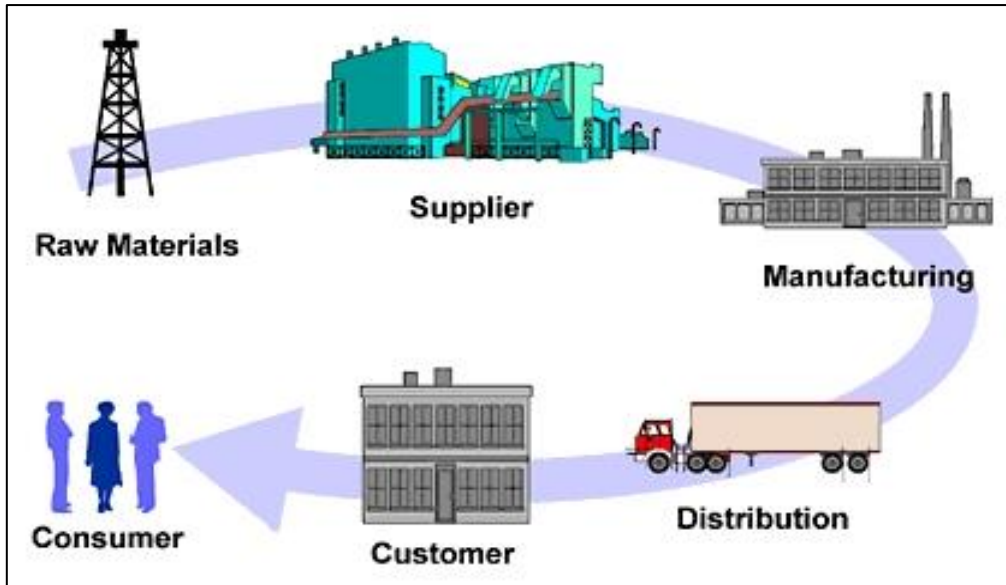 Raw Materials
Supplier
Manufacturing
Distribution
Customer
Consumer